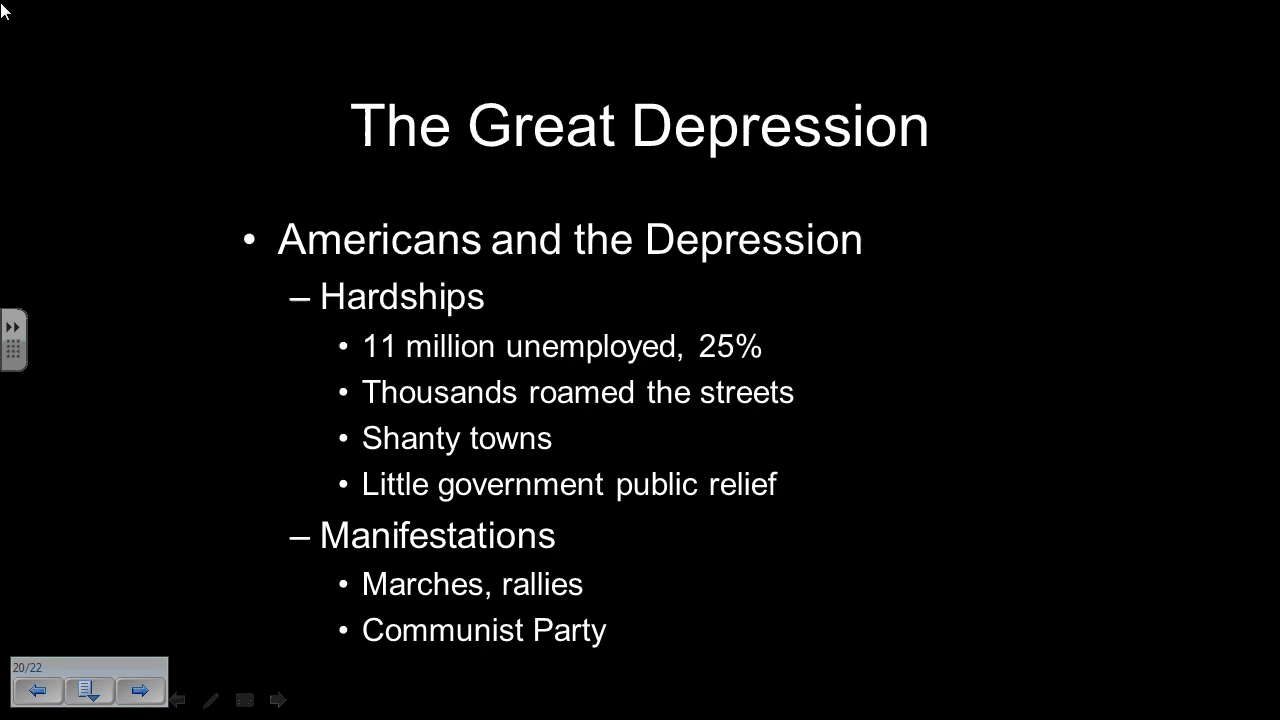 The Great Depression
• Americans and the Depression
– Hardships
• 11 million unemployed, 25%
• Thousands roamed the streets
• Shanty towns
• Little government public relief
– Manifestations
• Marches, rallies
• Communist Party
20/22